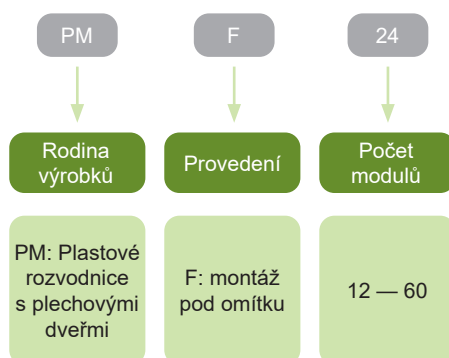 PM
F
24
Rodina
výrobků
Provedení
Počet
modulů
PM: Plastové
rozvodnice
s plechovými
dveřmi
F: montáž
pod omítku
12 — 60